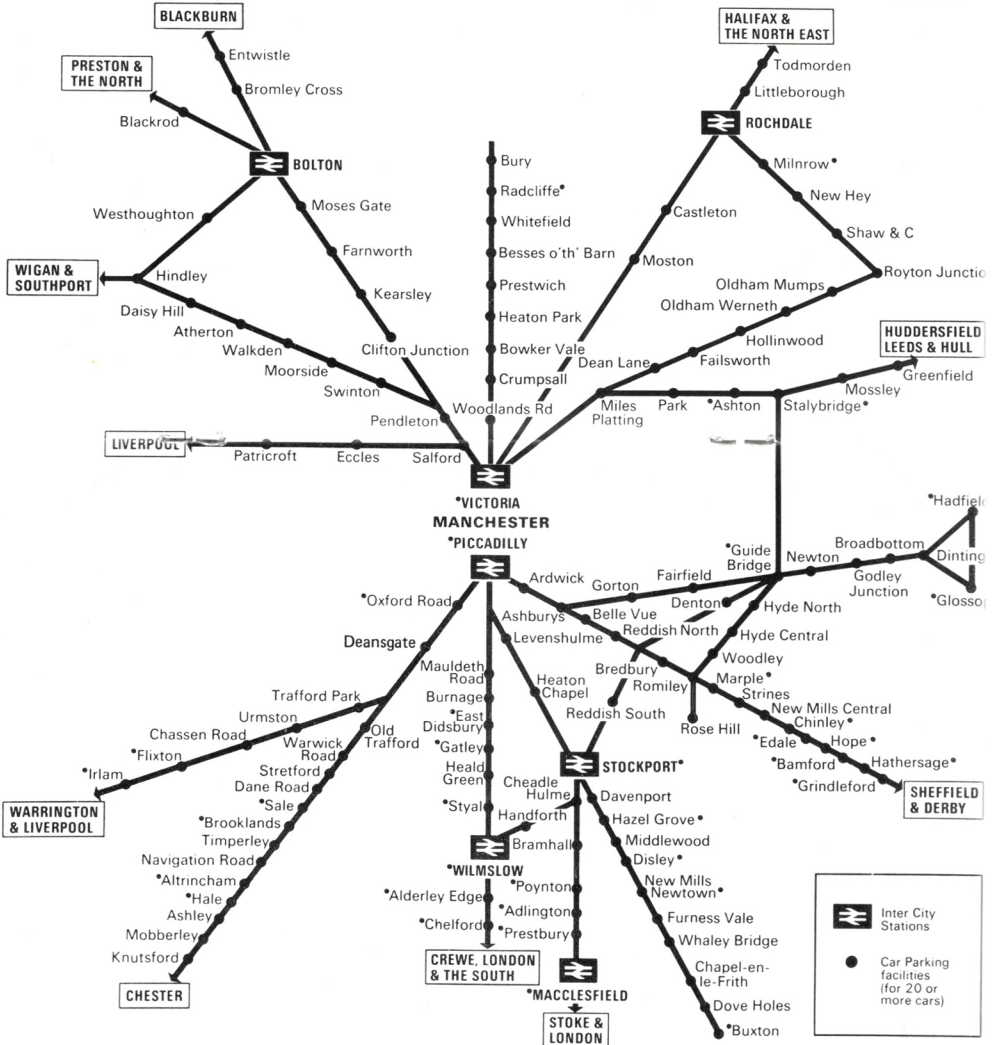 BLACKBURN
Entwistle
Bromley Cross
PRESTON &
THE NORTH
Blackrod
BOLTON
Westhoughton
WIGAN &
SOUTHPORT
Hindley
Daisy Hill
Atherton
Walkden
Moorside
Swinton
Pendleton
Moses Gate
Farnworth
Kearsley
Clifton Junction
LIVERPOOL
Patricroft
Eccles
Salford
Bury
Radcliffe•
Whitefield
Besses o'th' Barn
Prestwich
Heaton Park
Bowker Vale
Crumpsall
Woodlands Rd
HALIFAX &
THE NORTH EAST
Todmorden
Littleborough
ROCHDALE
Milnrow•
New Hey
Shaw & C
Royton Junctio
Castleton
Moston
Oldham Mumps
Oldham Werneth
Hollinwood
Failsworth
Dean Lane
HUDDERSFIELD
LEEDS & HULL
Greenfield
Mossley
Stalybridge•
•Ashton
Park
Miles
Platting
•VICTORIA
MANCHESTER
•PICCADILLY
•Oxford Road
Deansgate
Trafford Park
Urmston
Chassen Road
•Flixton
•Irlam
WARRINGTON
& LIVERPOOL
Old
Trafford
Warwick
Road
Stretford
Dane Road
•Sale
•Brooklands
Timperley
Navigation Road
•Altrincham
•Hale
Ashley
Mobberley
Knutsford
CHESTER
Mauldeth
Road
Burnage
•East
Didsbury
•Gatley
Heald
Green
•Styal
•WILMSLOW
•Alderley Edge
•Chelford
CREWE, LONDON
& THE SOUTH
Ardwick
Ashburys
Gorton
Fairfield
•Guide
Bridge
Newton
Godley
Junction
Broadbottom
Dinting
•Hadfiel
•Glosso
Denton
Belle Vue
Reddish North
Levenshulme
Heaton
Chapel
Reddish South
Bredbury
Romiley
Hyde North
Hyde Central
Woodley
Rose Hill
Marple•
Strines
New Mills Central
Chinley•
•Edale
Hope•
•Bamford
Hathersage•
•Grindleford
SHEFFIELD
& DERBY
STOCKPORT•
Cheadle
Hulme
Handforth
Bramhall
•Poynton
•Adlington
•Prestbury
•MACCLESFIELD
STOKE &
LONDON
Davenport
Hazel Grove•
Middlewood
Disley•
New Mills
Newtown•
Furness Vale
Whaley Bridge
Chapel-en-
le-Frith
Dove Holes
•Buxton
Inter City
Stations
Car Parking
facilities
(for 20 or
more cars)